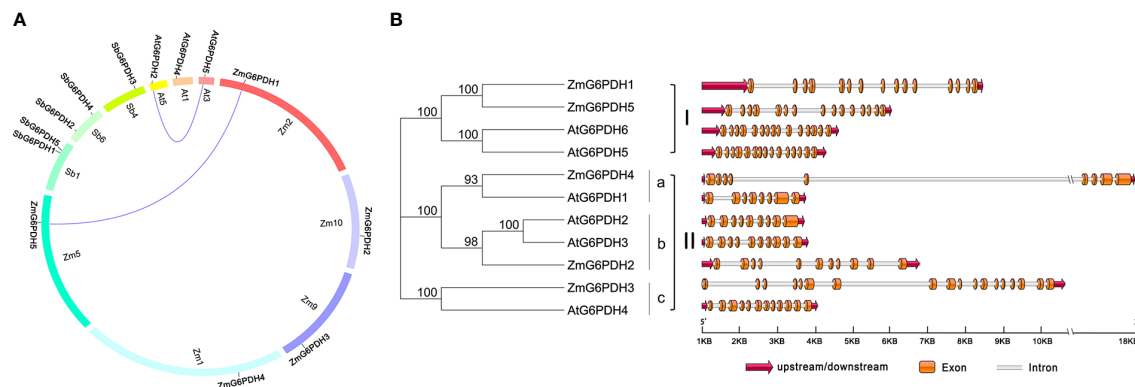 A
B
SbG6PDH3
AtG6PDH2
AtG6PDH4
AtG6PDH5
ZmG6PDH1
SbG6PDH4
SbG6PDH2
SbG6PDH5
SbG6PDH1
ZmG6PDH5
ZmG6PDH2
ZmG6PDH3
ZmG6PDH4
Sb4
At5
At1
At3
Zm2
Sb6
Sb1
Zm5
Zm10
Zm9
Zm1
ZmG6PDH1
ZmG6PDH5
AtG6PDH6
AtG6PDH5
ZmG6PDH4
AtG6PDH1
AtG6PDH2
AtG6PDH3
ZmG6PDH2
ZmG6PDH3
AtG6PDH4
100
100
100
93
100
100
98
100
I
II
a
b
c
5'
1KB 2KB 3KB 4KB 5KB 6KB 7KB 8KB 9KB 10KB 18KB
upstream/downstream Exon Intron